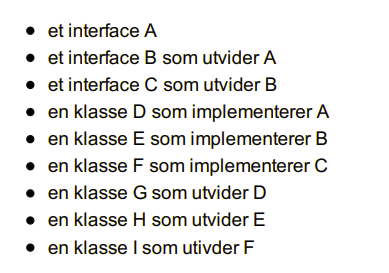 • et interface A
• et interface B som utvider A
• et interface C som utvider B
• en klasse D som implementerer A
• en klasse E som implementerer B
• en klasse F som implementerer C
• en klasse G som utvider D
• en klasse H som utvider E
• en klasse I som utivder F